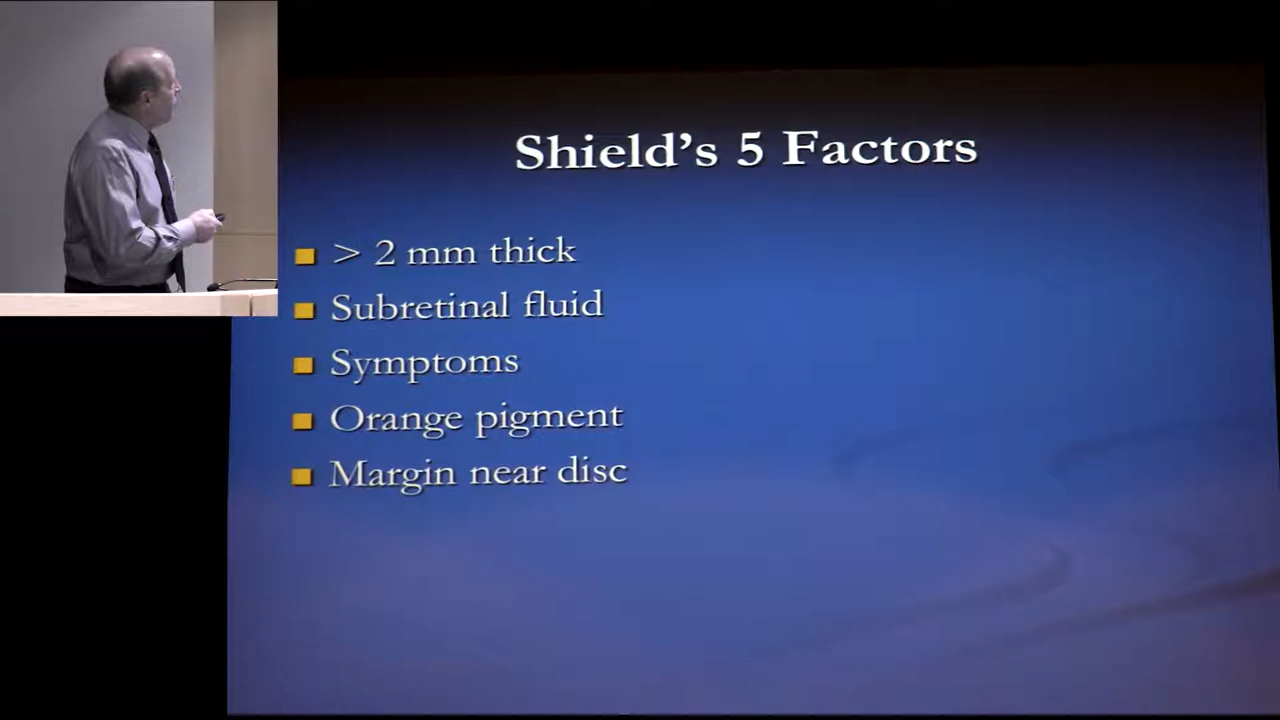 Shield's 5 Factors
> 2 mm thick
Subretinal fluid
Symptoms
Orange pigment
Margin near disc